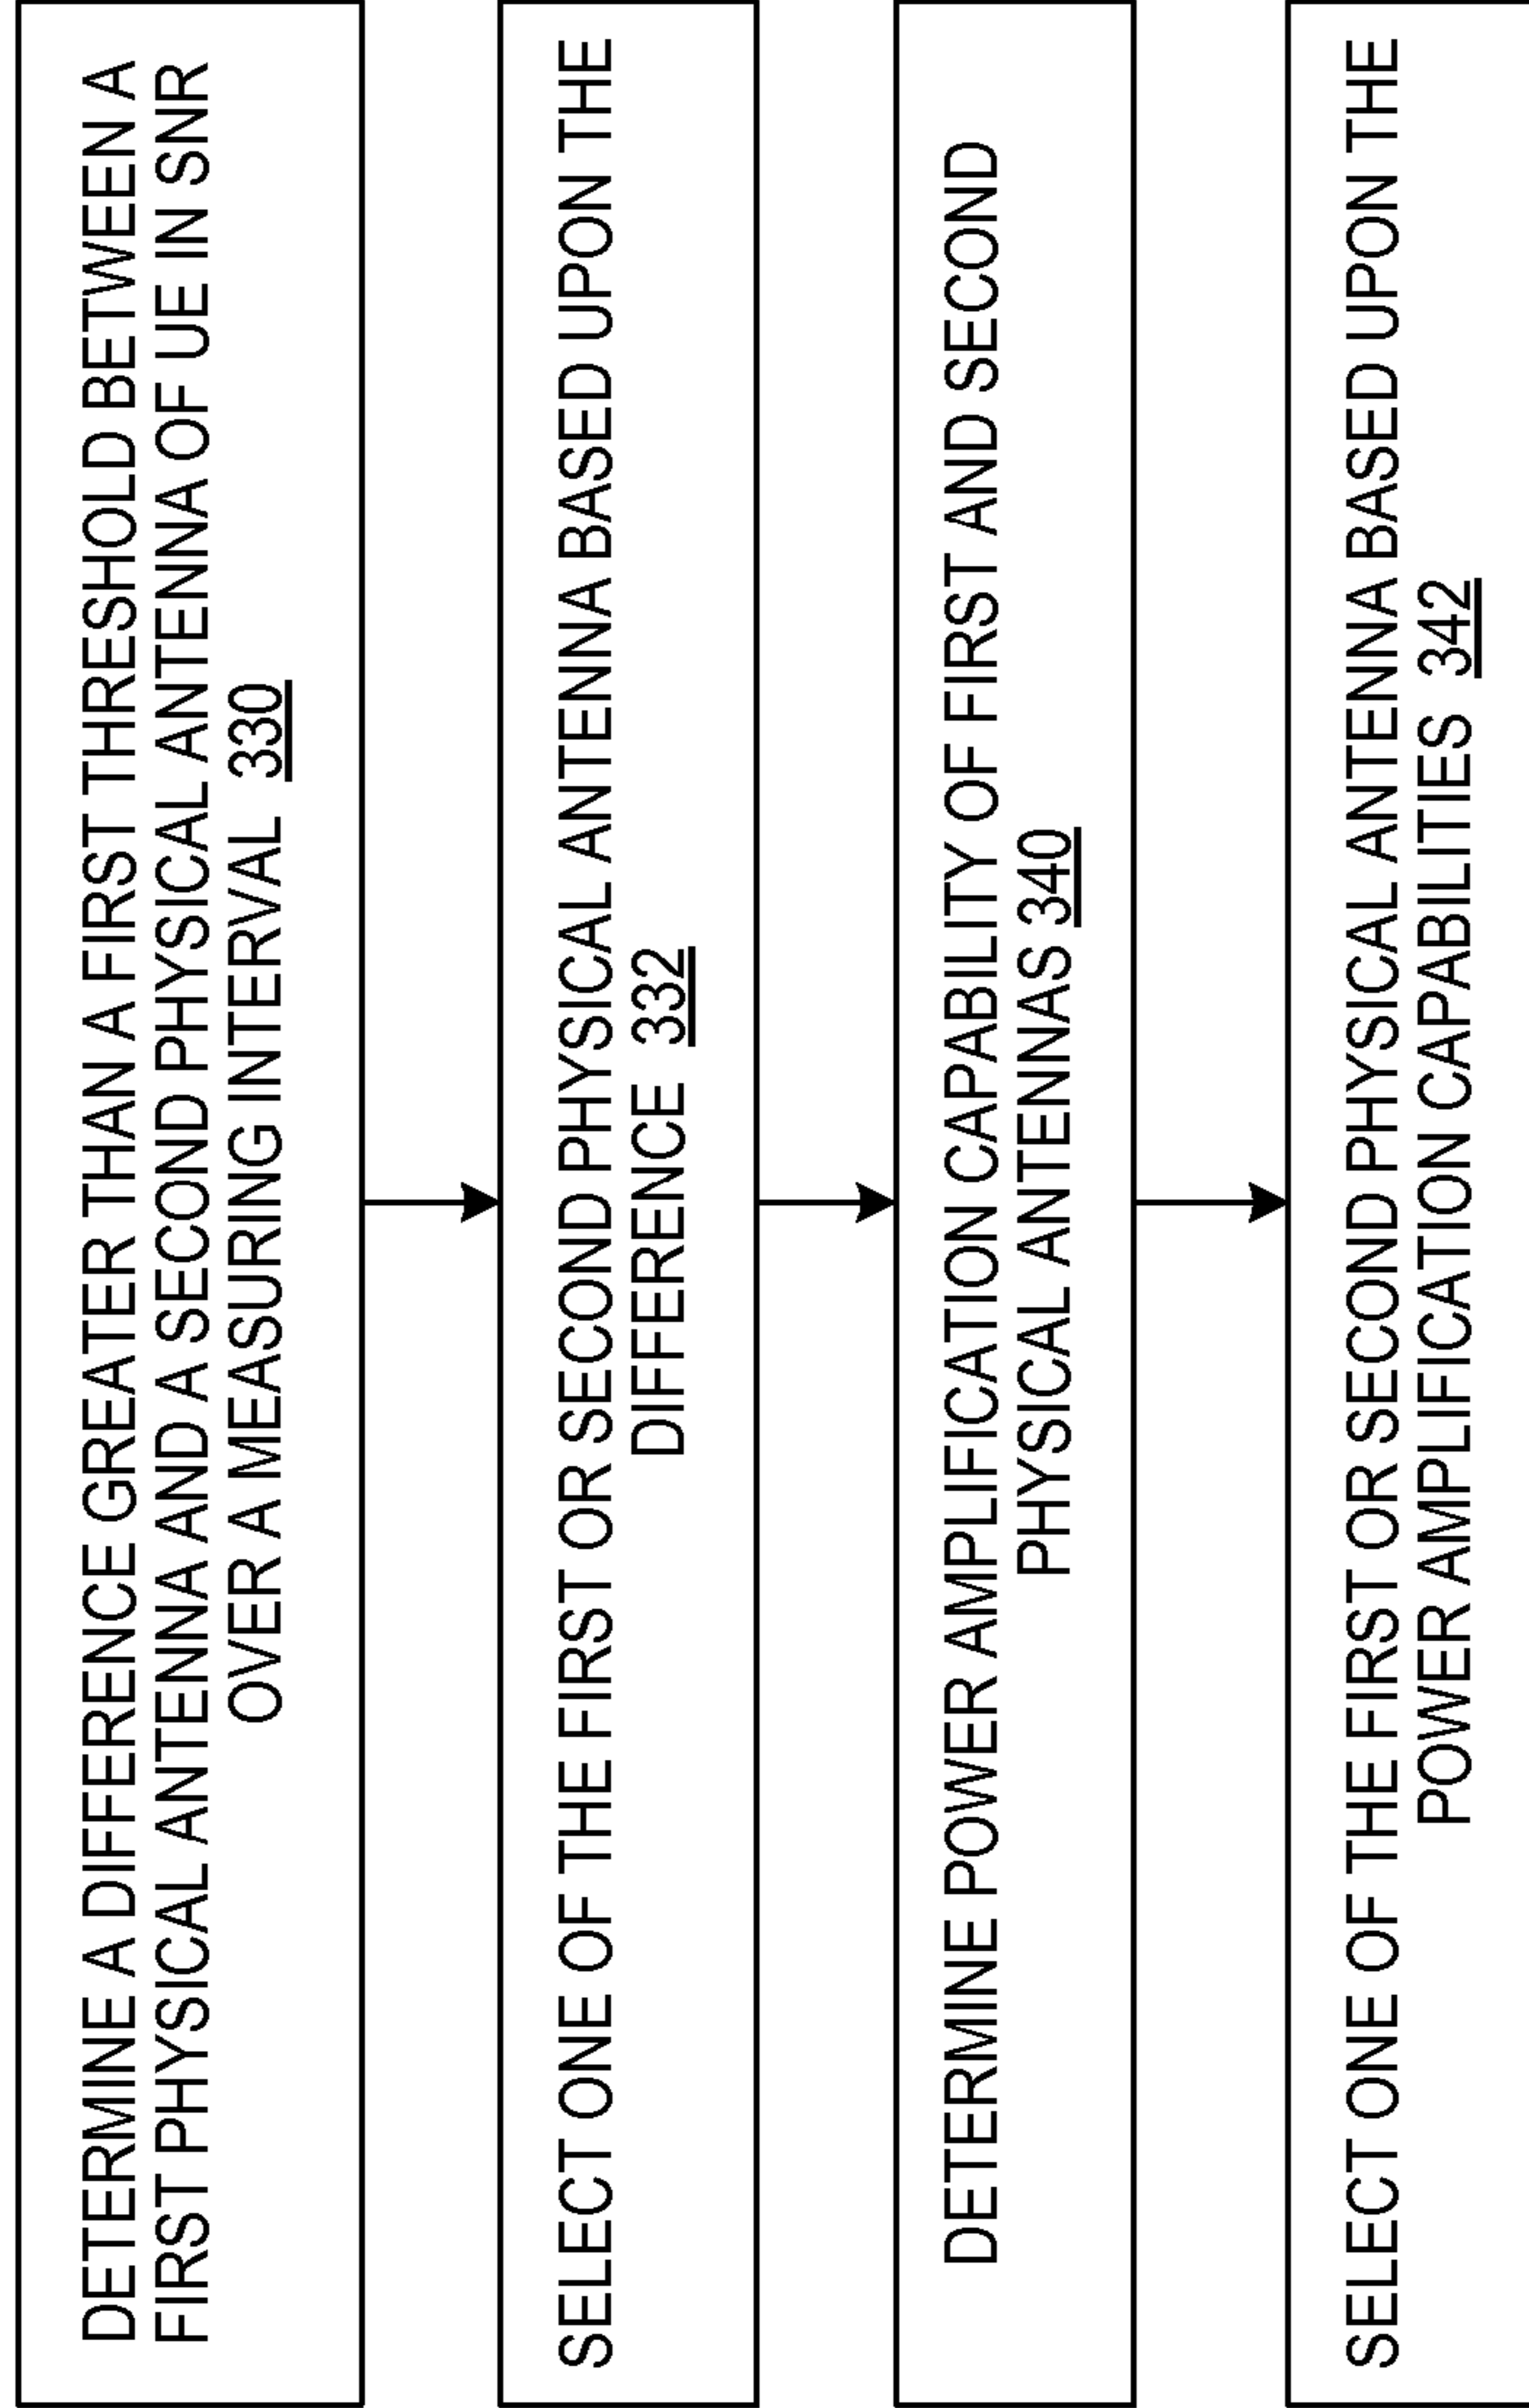 DETERMINE A DIFFERENCE GREATER THAN A FIRST THRESHOLD BETWEEN A
FIRST PHYSICAL ANTENNA AND A SECOND PHYSICAL ANTENNA OF UE IN SNR
OVER A MEASURING INTERVAL 330
SELECT ONE OF THE FIRST OR SECOND PHYSICAL ANTENNA BASED UPON THE
DIFFERENCE 332
DETERMINE POWER AMPLIFICATION CAPABILITY OF FIRST AND SECOND
PHYSICAL ANTENNAS 340
SELECT ONE OF THE FIRST OR SECOND PHYSICAL ANTENNA BASED UPON THE
POWER AMPLIFICATION CAPABILITIES 342